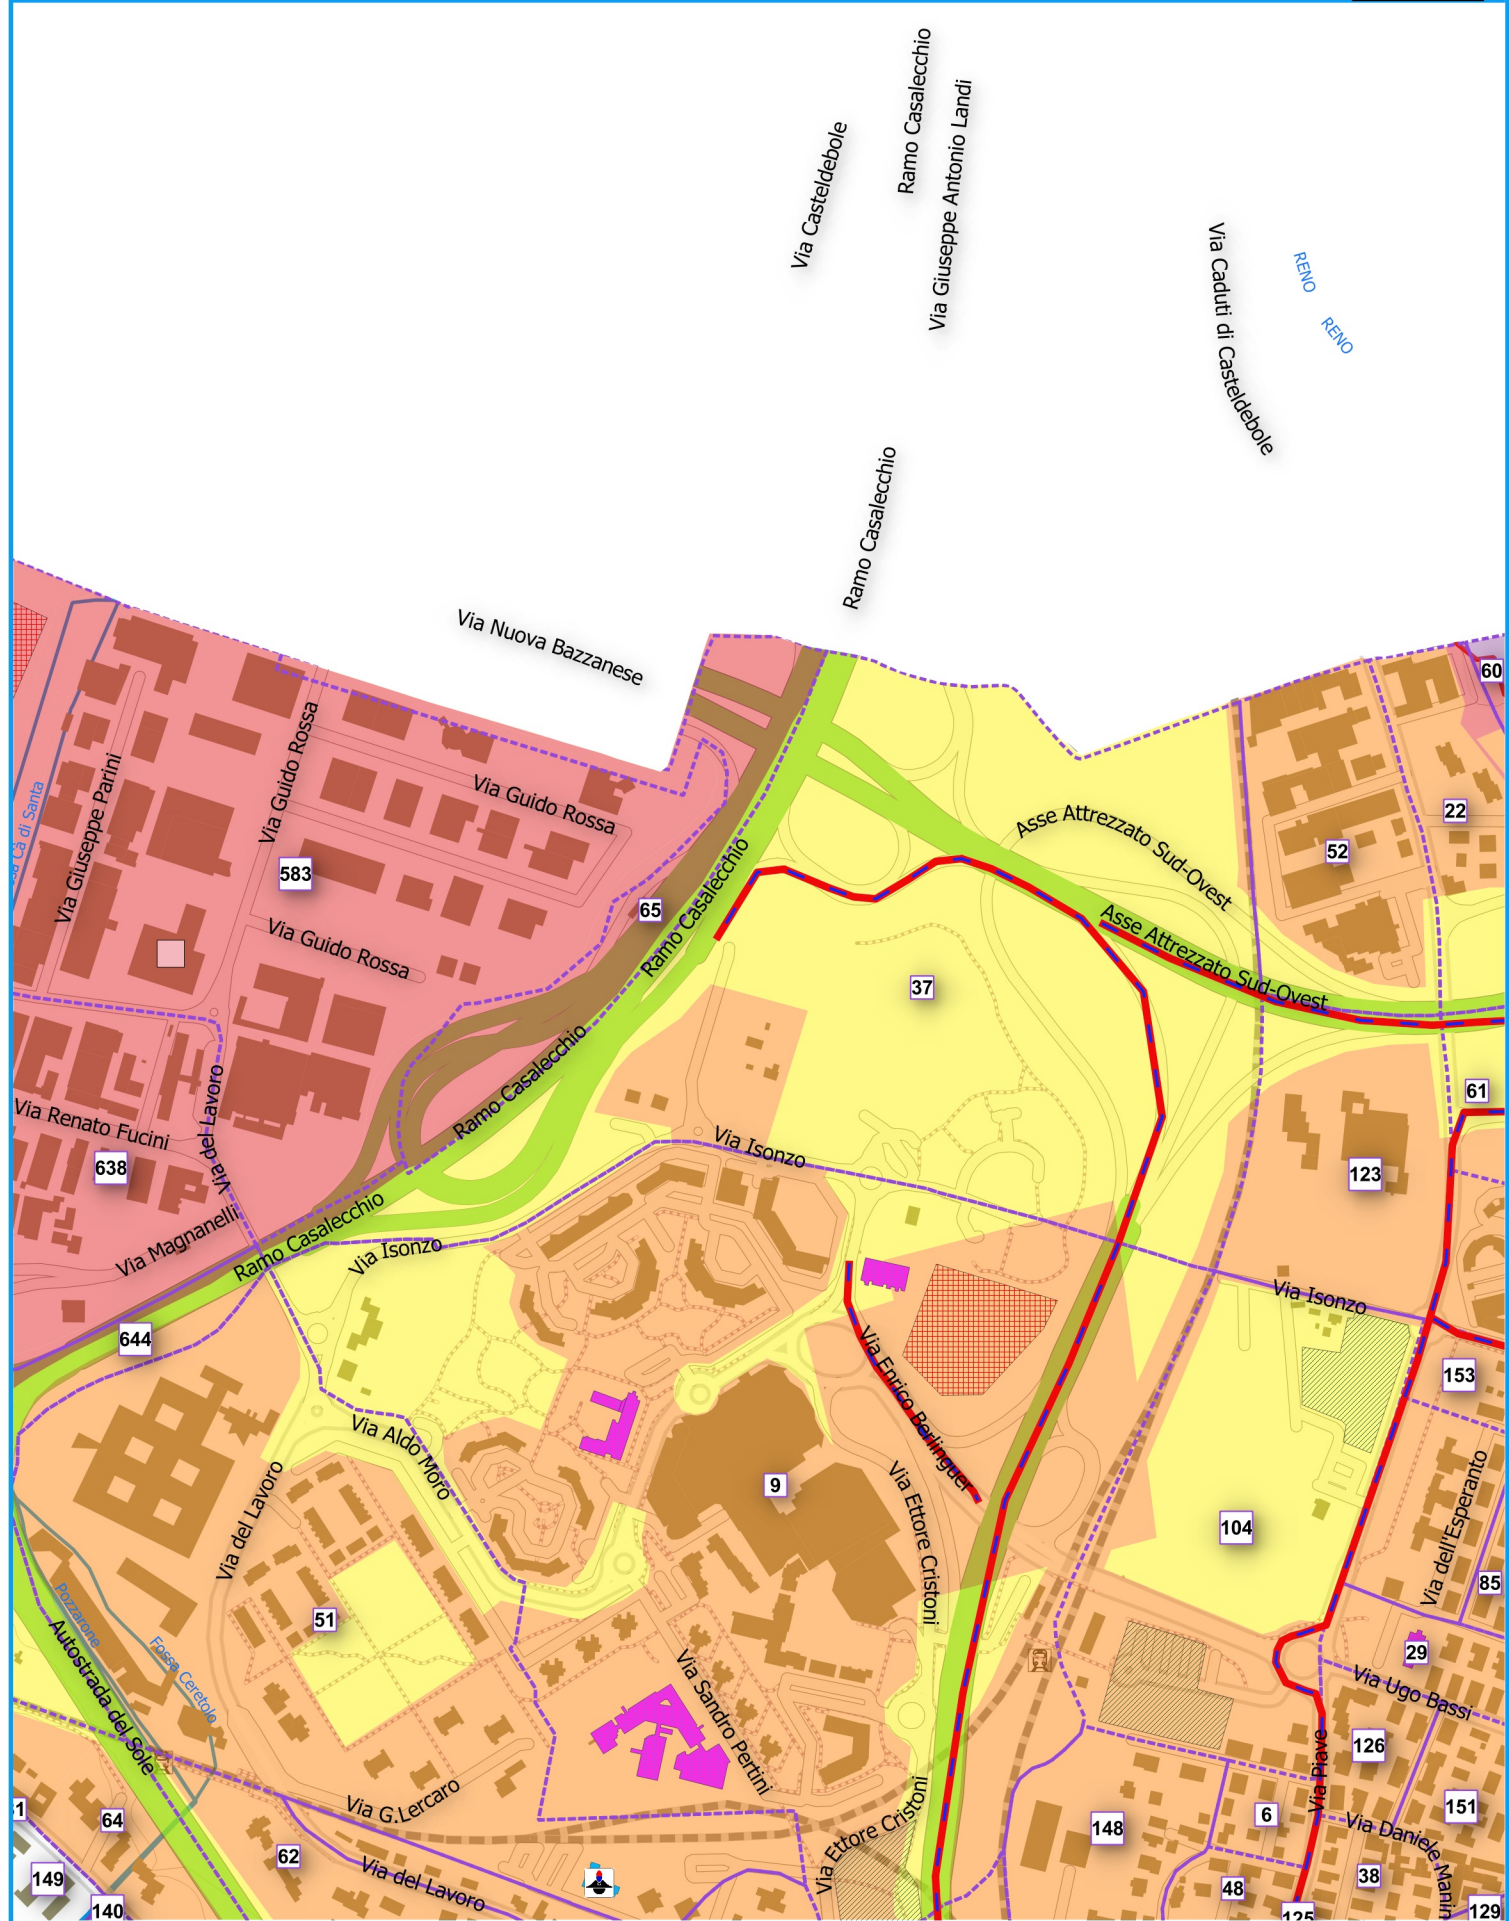 Ramo Casalecchio
Via Giuseppe Antonio Landi
Via Casteldebole
Via Caduti di Casteldebole
RENO
RENO
Ramo Casalecchio
Via Nuova Bazzanese
60
Via Giuseppe Parini
Via Guido Rossa
Via Guido Rossa
22
52
Asse Attrezzato Sud-Ovest
Cà di Santa
583
65
Ramo Casalecchio
Via Guido Rossa
Asse Attrezzato Sud-Ovest
37
Ramo Casalecchio
Via del Lavoro
Via Renato Fucini
61
638
Via Isonzo
123
Via Magnanelli
Ramo Casalecchio
Via Isonzo
Via Isonzo
644
Via Enrico Berlinguer
153
Via Aldo Moro
Via del Lavoro
9
Via Ettore Cristoni
104
Via dell'Esperanto
85
Pozzarone
51
Autostrada del Sole
Fossa Ceretolo
29
Via Sandro Pertini
Via Ugo Bassi
126
Via Piave
Via G.Lercaro
64
151
6
148
Via Ettore Cristoni
Via Daniele Manin
62
Via del Lavoro
149
38
48
140
125
129